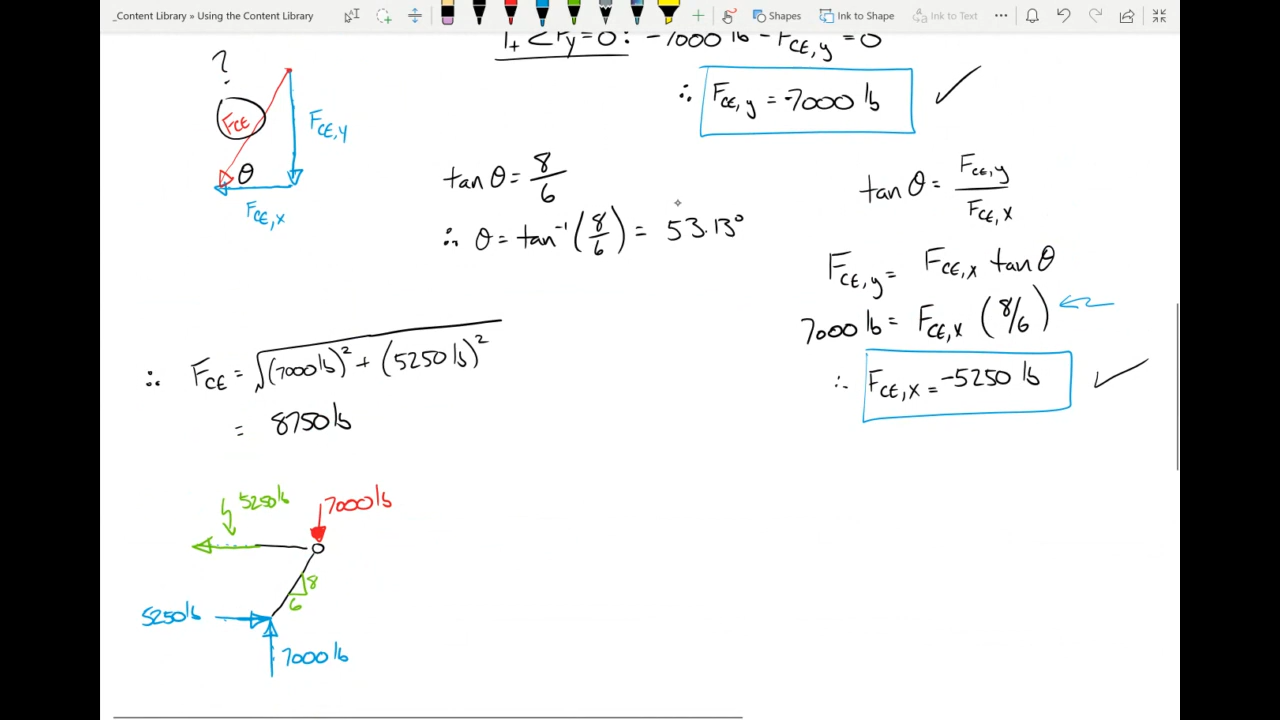 _Content Library » Using the Content Library
Shapes
Ink to Shape
Ink to Text
↑+ ΣFy=0: -7000 lb - FCE,y = 0
∴ FCE,y = -7000 lb
?
FCE
FCE,y
θ
FCE,x
tan θ = 8/6
∴ θ = tan⁻¹(8/6) = 53.13°
tan θ = FCE,y/FCE,x
FCE,y = FCE,x tan θ
7000 lb = FCE,x (8/6)
∴ FCE,x = -5250 lb
∴ FCE = √(7000 lb)² + (5250 lb)²
= 8750 lb
5250 lb
7000 lb
8
6
5250 lb
7000 lb